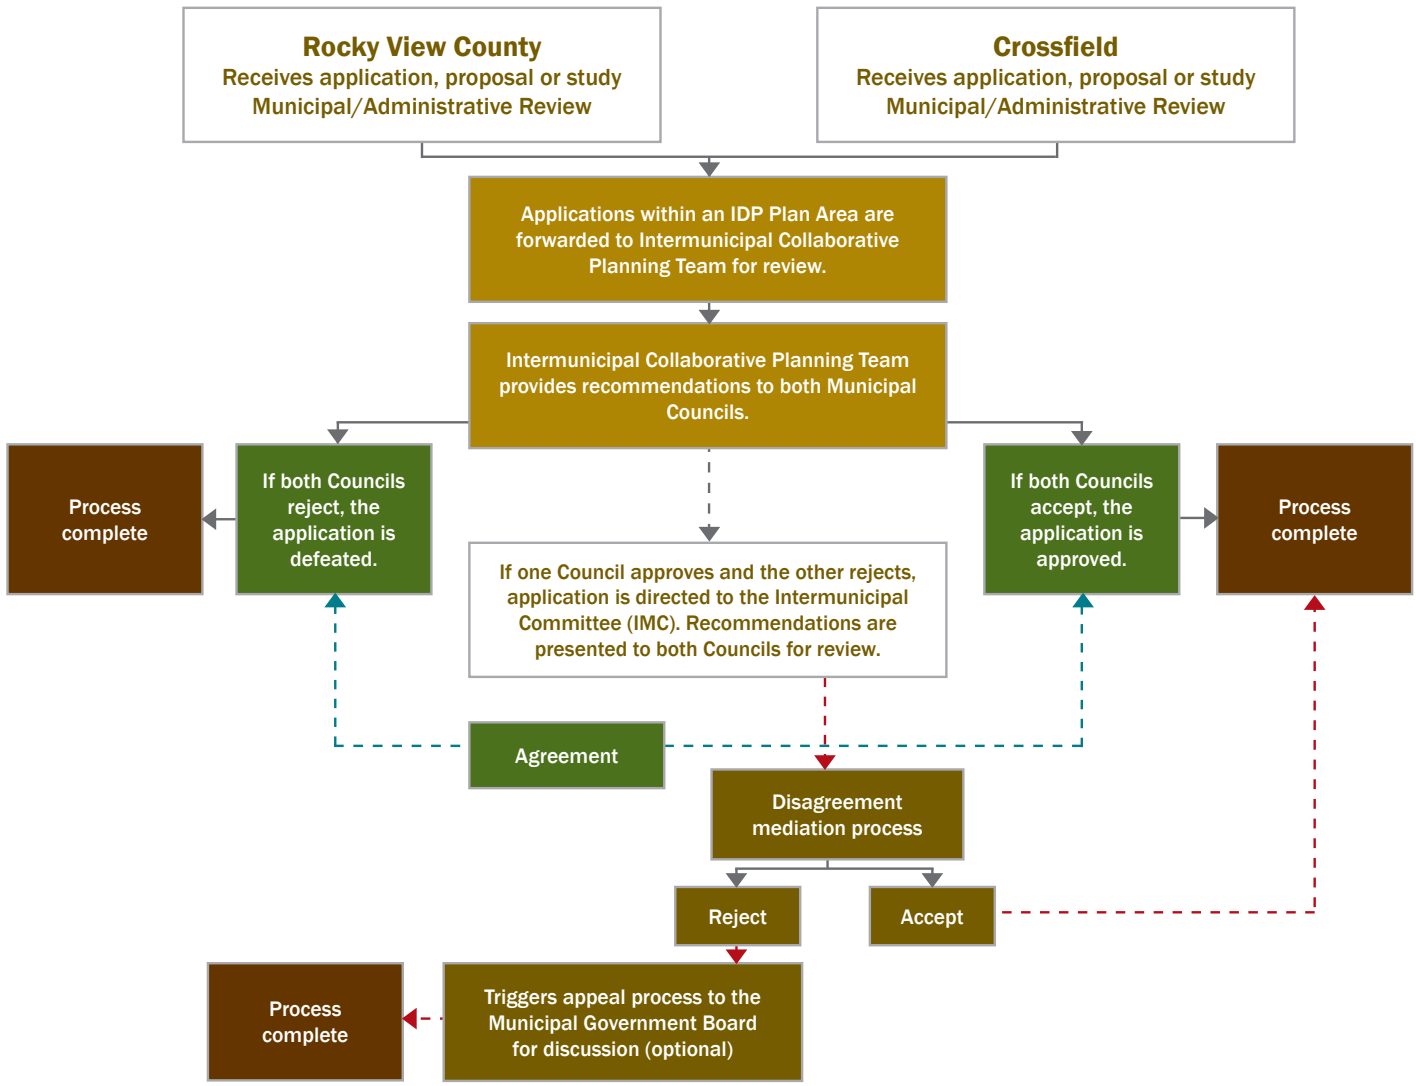 Rocky View County
Receives application, proposal or study
Municipal/Administrative Review
Crossfield
Receives application, proposal or study
Municipal/Administrative Review
Applications within an IDP Plan Area are
forwarded to Intermunicipal Collaborative
Planning Team for review.
Intermunicipal Collaborative Planning Team
provides recommendations to both Municipal
Councils.
Process
complete
If both Councils
reject, the
application is
defeated.
If both Councils
accept, the
application is
approved.
Process
complete
If one Council approves and the other rejects,
application is directed to the Intermunicipal
Committee (IMC). Recommendations are
presented to both Councils for review.
Agreement
Disagreement
mediation process
Reject
Accept
Process
complete
Triggers appeal process to the
Municipal Government Board
for discussion (optional)